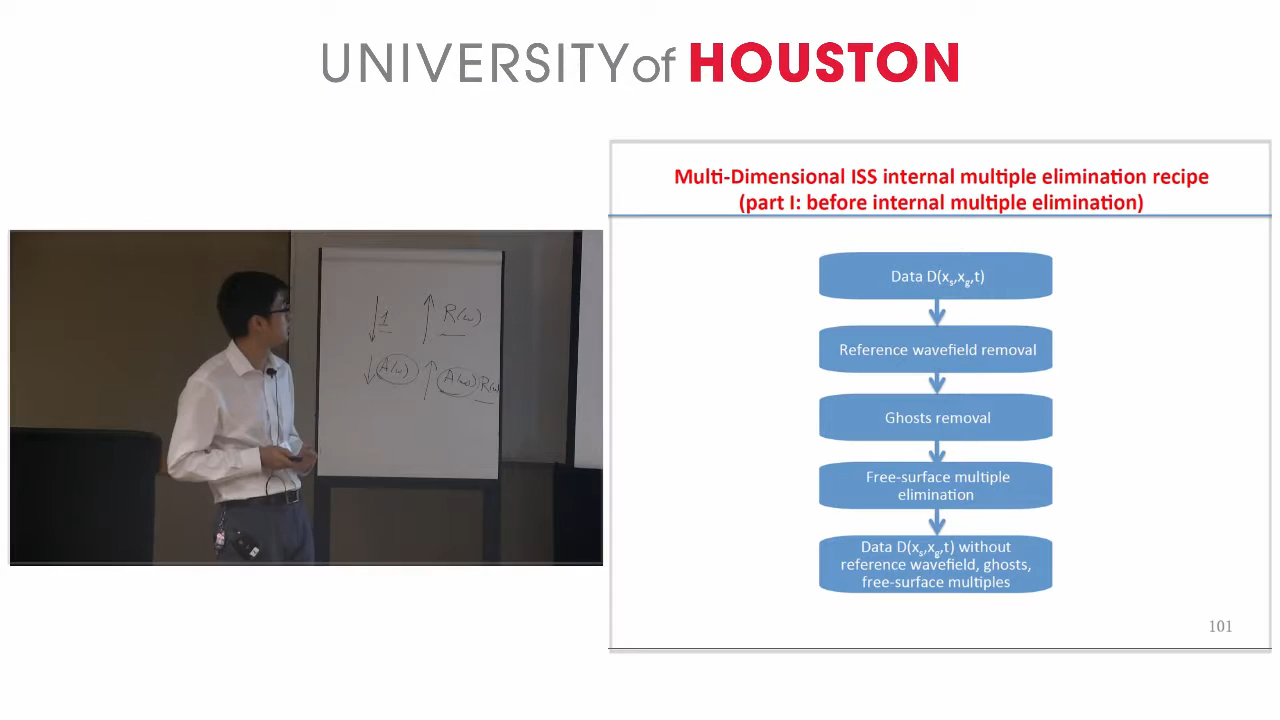 UNIVERSITY of HOUSTON
Multi-Dimensional ISS internal multiple elimination recipe
(part I: before internal multiple elimination)
Data D(xs,xg,t)
Reference wavefield removal
Ghosts removal
Free-surface multiple
elimination
Data D(xs,xg,t) without
reference wavefield, ghosts,
free-surface multiples
101
1 R(ω)
A(ω) A(ω) R(ω)